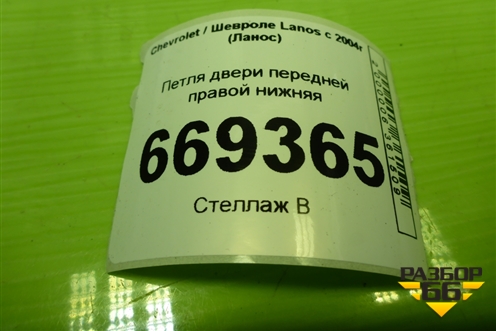 Chevrolet / Шевроле Lanos с 2004г
(Ланос)
Петля двери передней
правой нижняя
669365
Стеллаж В
РАЗБОР
66